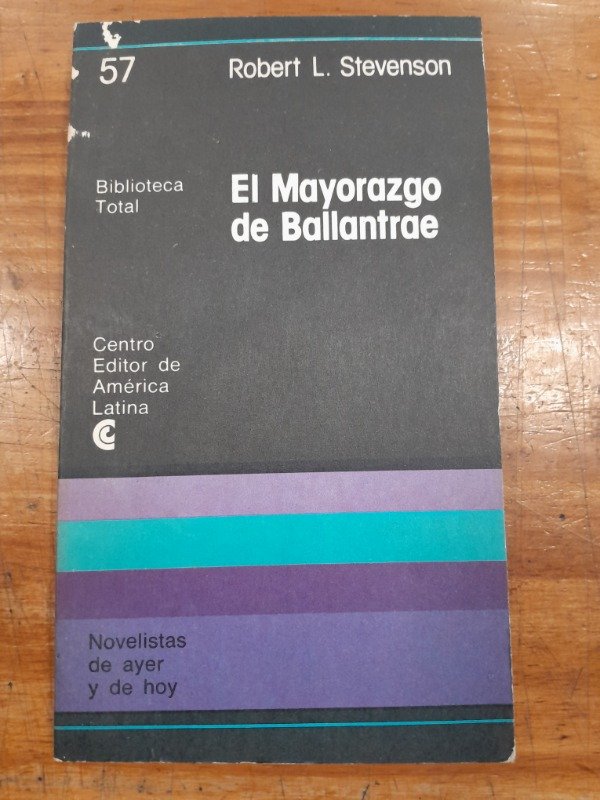 57
Robert L. Stevenson
Biblioteca
Total
El Mayorazgo
de Ballantrae
Centro
Editor de
América
Latina
Novelistas
de ayer
y de hoy